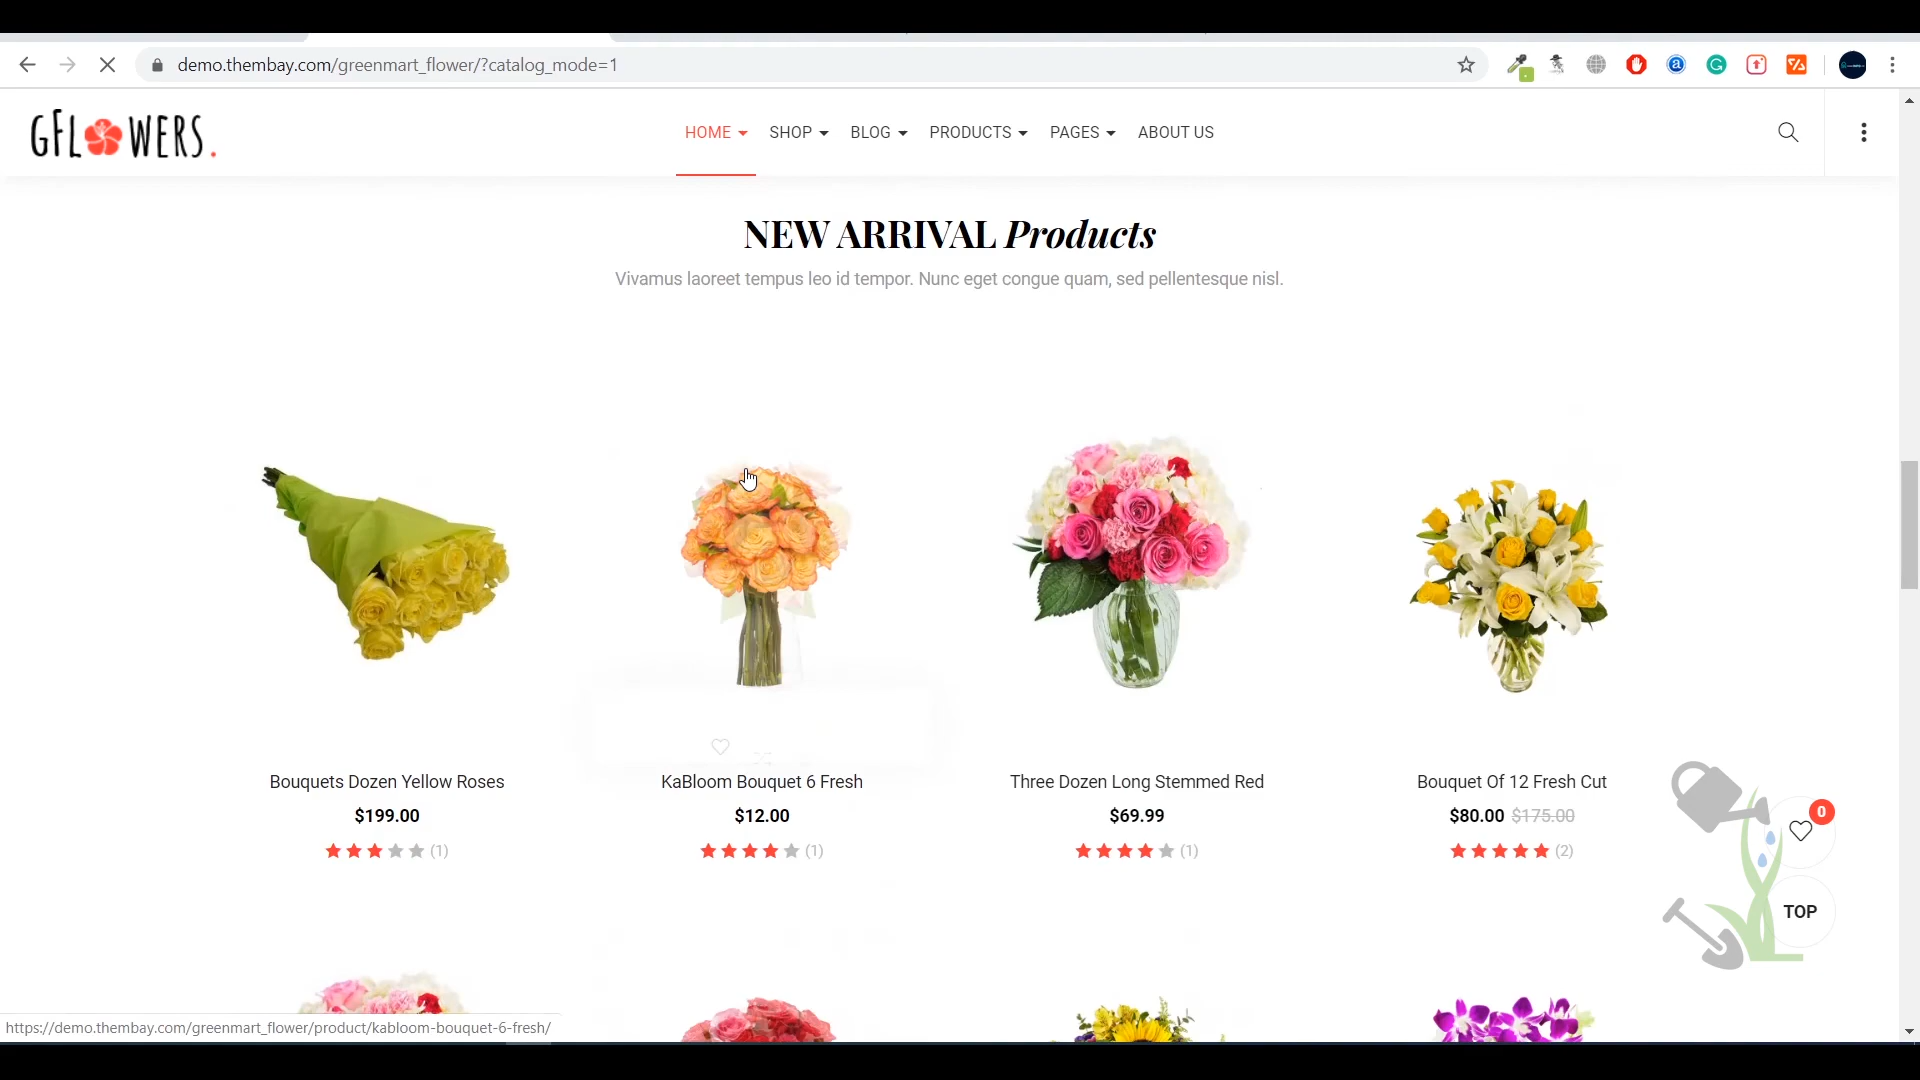 demo.thembay.com/greenmart_flower/?catalog_mode=1
GFLOWERS.
HOME SHOP BLOG PRODUCTS PAGES ABOUT US
NEW ARRIVAL Products
Vivamus laoreet tempus leo id tempor. Nunc eget congue quam, sed pellentesque nisl.
Bouquets Dozen Yellow Roses
$199.00
(1)
KaBloom Bouquet 6 Fresh
$12.00
(1)
Three Dozen Long Stemmed Red
$69.99
(1)
Bouquet Of 12 Fresh Cut
$80.00 $175.00
(2)
0
TOP
https://demo.thembay.com/greenmart_flower/product/kabloom-bouquet-6-fresh/